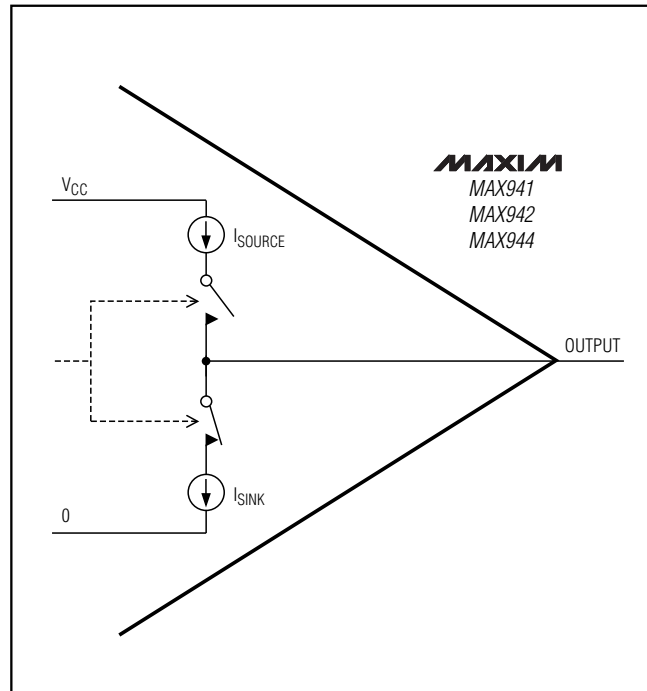 MAXIM
MAX941
MAX942
MAX944
VCC
ISOURCE
OUTPUT
ISINK
0